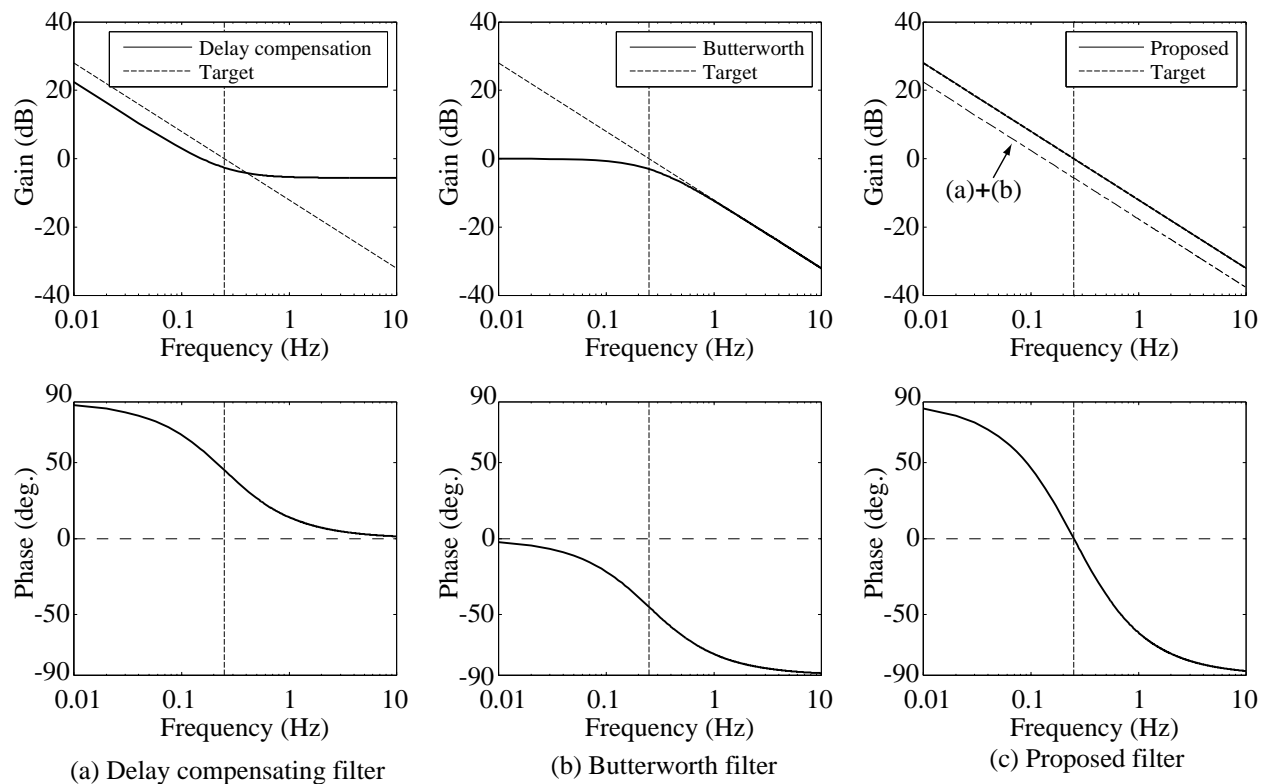 40
20
0
-20
-40
Gain (dB)
Delay compensation
Target
0.01
0.1
1
10
Frequency (Hz)
40
20
0
-20
-40
Gain (dB)
Butterworth
Target
0.01
0.1
1
10
Frequency (Hz)
40
20
0
-20
-40
Gain (dB)
Proposed
Target
(a)+(b)
0.01
0.1
1
10
Frequency (Hz)
90
50
0
-50
-90
Phase (deg.)
0.01
0.1
1
10
Frequency (Hz)
(a) Delay compensating filter
90
50
0
-50
-90
Phase (deg.)
0.01
0.1
1
10
Frequency (Hz)
(b) Butterworth filter
90
50
0
-50
-90
Phase (deg.)
0.01
0.1
1
10
Frequency (Hz)
(c) Proposed filter